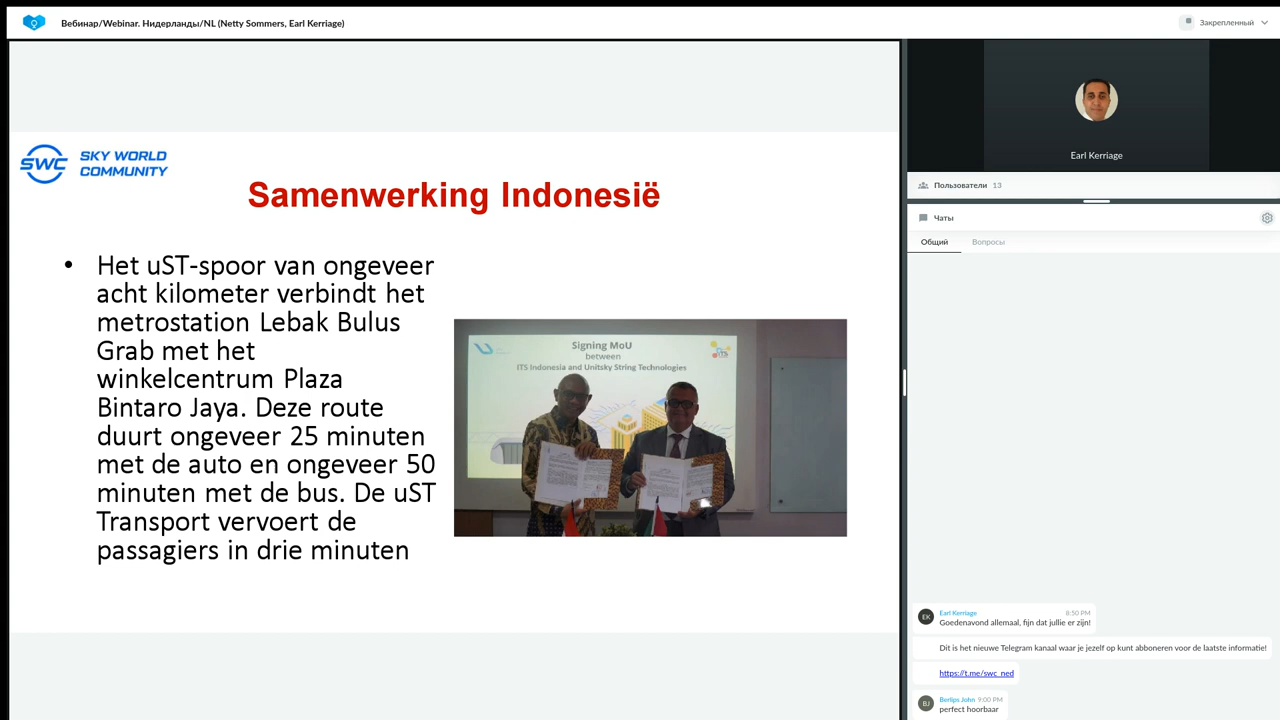 Вебинар/Webinar. Нидерланды/NL (Netty Sommers, Earl Kerriage)
Закрепленный
SWC SKY WORLD
COMMUNITY
Samenwerking Indonesië
• Het uST-spoor van ongeveer
acht kilometer verbindt het
metrostation Lebak Bulus
Grab met het
winkelcentrum Plaza
Bintaro Jaya. Deze route
duurt ongeveer 25 minuten
met de auto en ongeveer 50
minuten met de bus. De uST
Transport vervoert de
passagiers in drie minuten
Signing MoU
between
ITS Indonesia and Unitsky String Technologies
ITS
Earl Kerriage
Пользователи 13
Чаты
Общий Вопросы
EK Earl Kerriage 8:50 PM
Goedenavond allemaal, fijn dat jullie er zijn!
Dit is het nieuwe Telegram kanaal waar je jezelf op kunt abboneren voor de laatste informatie!
https://t.me/swc_ned
BJ Berlips John 9:00 PM
perfect hoorbaar